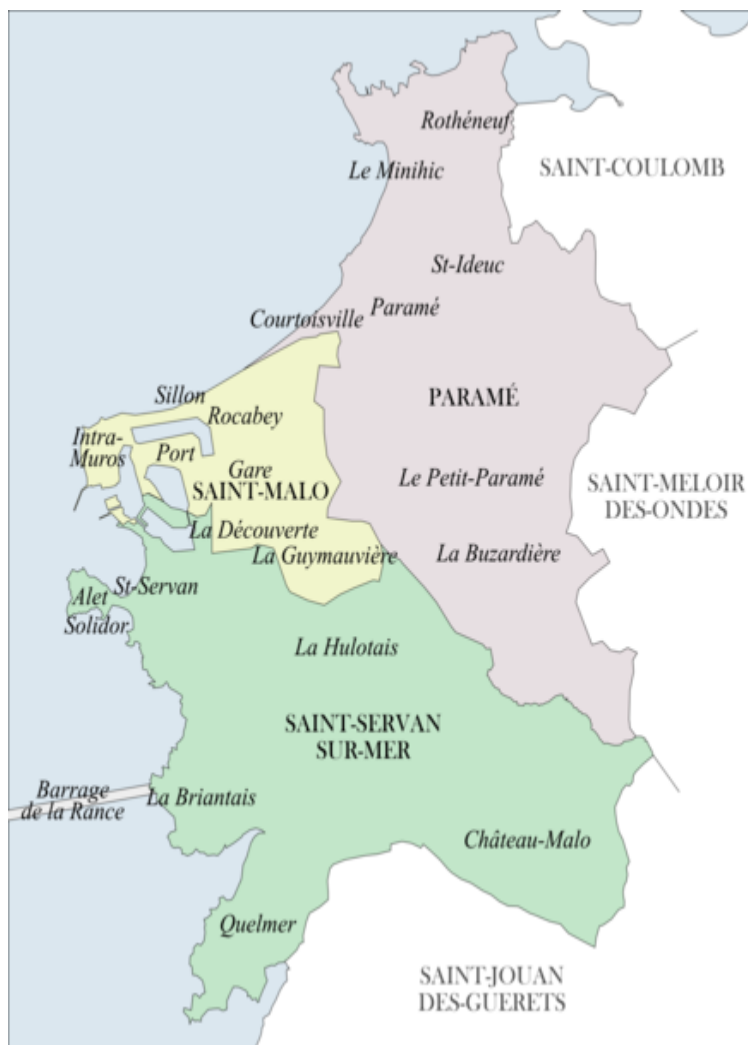 Rothéneuf
Le Minihic
SAINT-COULOMB
St-Ideuc
Paramé
Courtoisville
Sillon
PARAMÉ
Rocabey
Intra-
Muros
Port
Gare
Le Petit-Paramé
SAINT-MELOIR
DES-ONDES
SAINT-MALO
La Découverte
La Guymauvière
La Buzardière
St-Servan
Alet
Solidor
La Hulotais
SAINT-SERVAN
SUR-MER
Barrage
de la Rance
La Briantais
Château-Malo
Quelmer
SAINT-JOUAN
DES-GUERETS